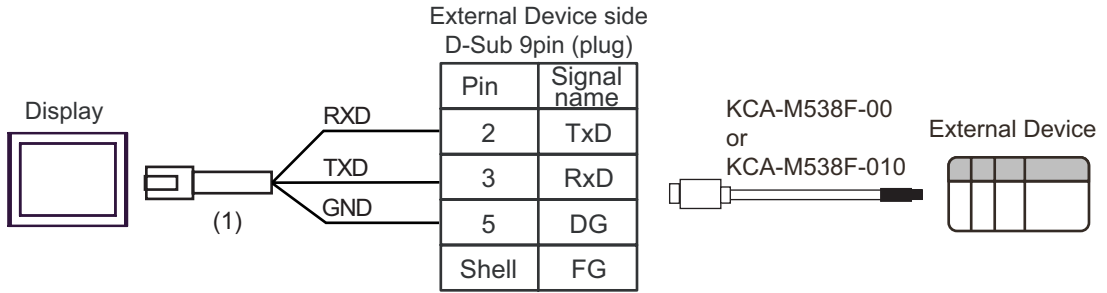 External Device side
D-Sub 9pin (plug)
Display
(1)
RXD
TXD
GND
Pin
Signal
name
2
TxD
3
RxD
5
DG
Shell
FG
KCA-M538F-00
or
KCA-M538F-010
External Device